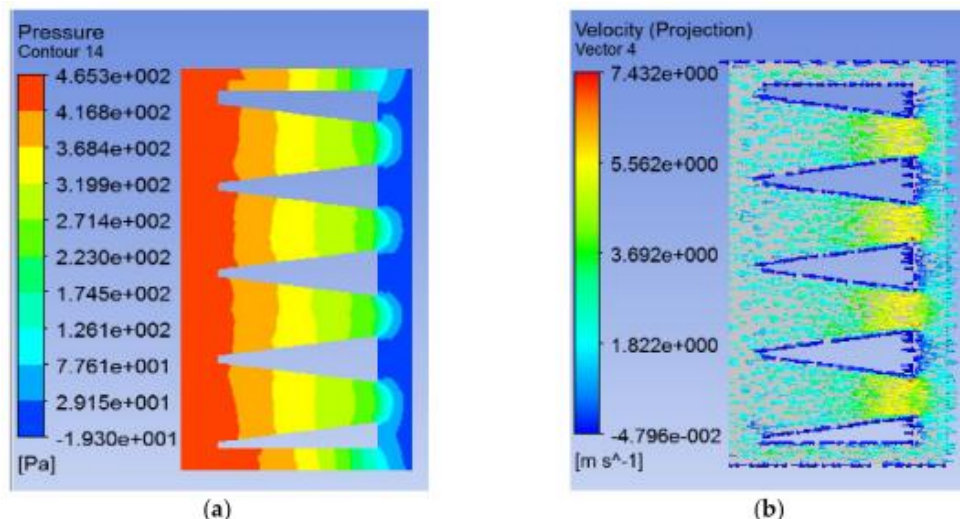 Pressure
Contour 14
4.653e+002
4.168e+002
3.684e+002
3.199e+002
2.714e+002
2.230e+002
1.745e+002
1.261e+002
7.761e+001
2.915e+001
-1.930e+001
[Pa]
(a)
Velocity (Projection)
Vector 4
7.432e+000
5.562e+000
3.692e+000
1.822e+000
-4.796e-002
[m s^-1]
(b)